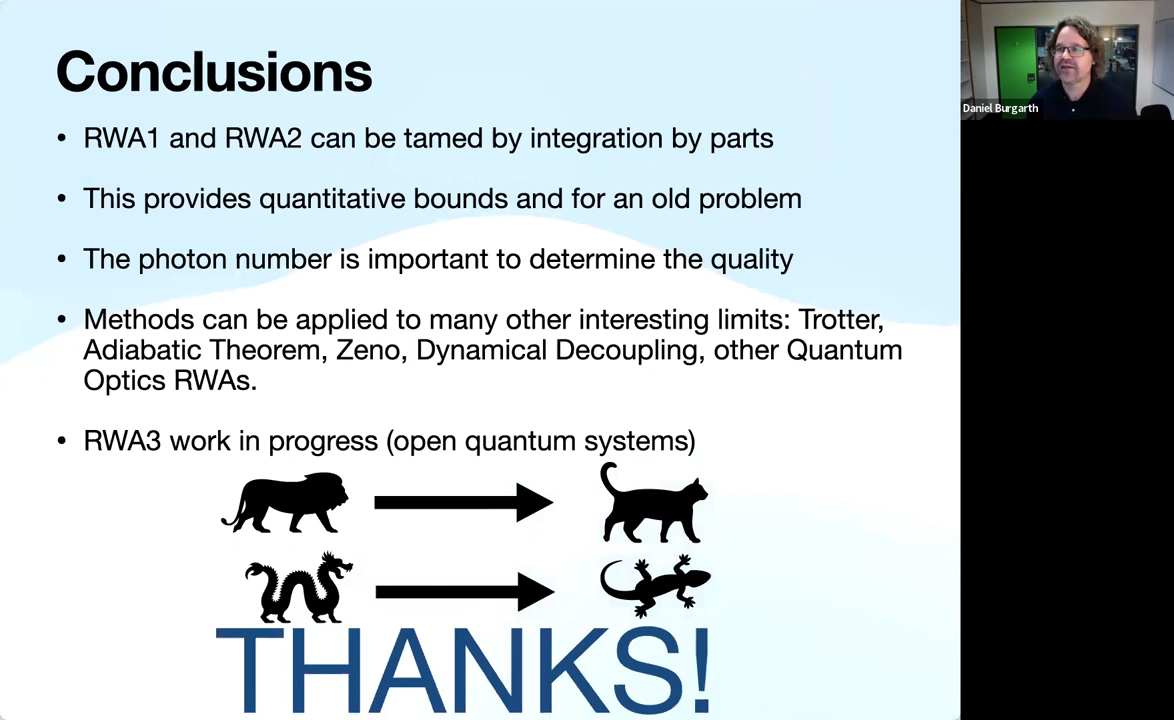 Conclusions
• RWA1 and RWA2 can be tamed by integration by parts
• This provides quantitative bounds and for an old problem
• The photon number is important to determine the quality
• Methods can be applied to many other interesting limits: Trotter,
Adiabatic Theorem, Zeno, Dynamical Decoupling, other Quantum
Optics RWAs.
• RWA3 work in progress (open quantum systems)
THANKS!
Daniel Burgarth